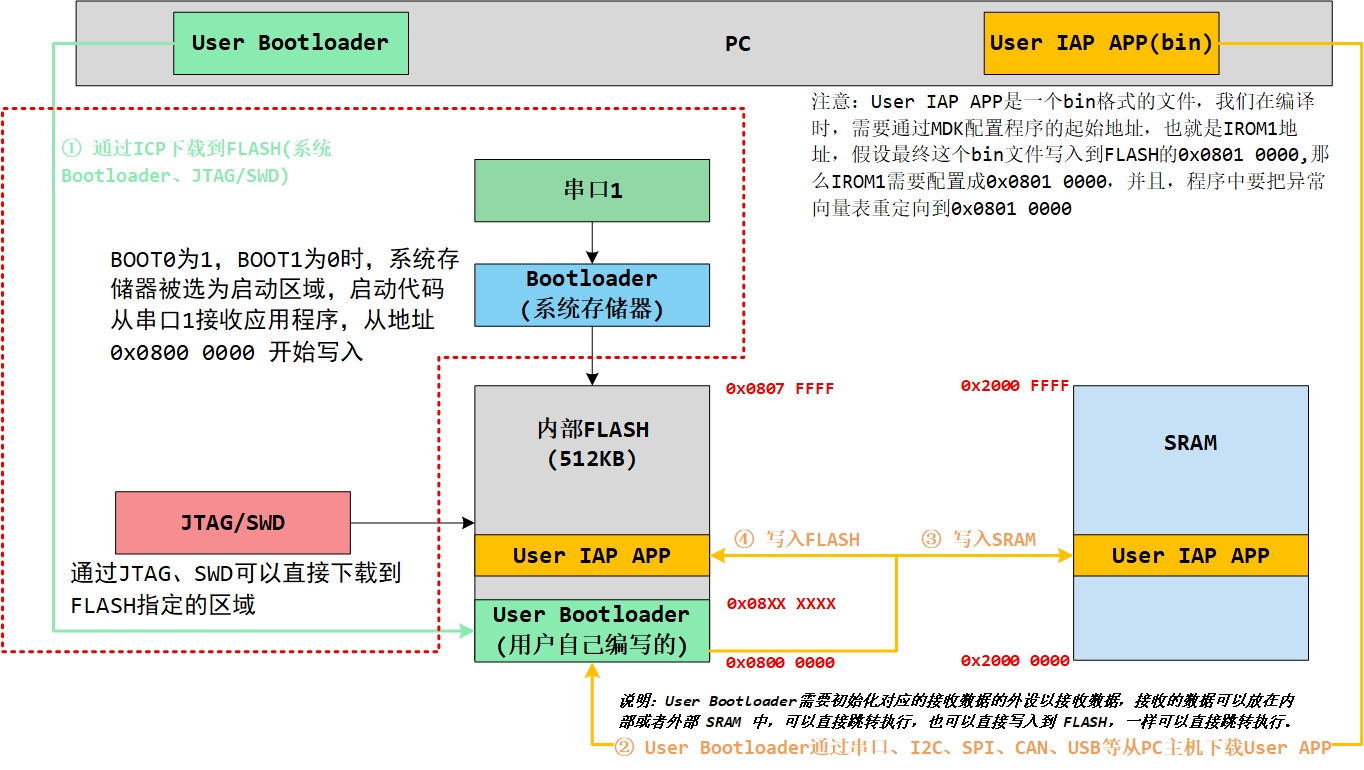 User Bootloader
PC
User IAP APP(bin)
注意：User IAP APP是一个bin格式的文件，我们在编译
时，需要通过MDK配置程序的起始地址，也就是IROM1地
址，假设最终这个bin文件写入到FLASH的0x0801 0000,那
么IROM1需要配置成0x0801 0000，并且，程序中要把异常
向量表重定向到0x0801 0000
① 通过ICP下载到FLASH(系统
Bootloader、JTAG/SWD)
串口1
BOOT0为1，BOOT1为0时，系统存
储器被选为启动区域，启动代码
从串口1接收应用程序，从地址
0x0800 0000 开始写入
Bootloader
(系统存储器)
0x0807 FFFF
0x2000 FFFF
内部FLASH
(512KB)
SRAM
JTAG/SWD
通过JTAG、SWD可以直接下载到
FLASH指定的区域
④ 写入FLASH
③ 写入SRAM
User IAP APP
User IAP APP
0x08XX XXXX
User Bootloader
(用户自己编写的)
0x0800 0000
0x2000 0000
说明：User Bootloader需要初始化对应的接收数据的外设以接收数据，接收的数据可以放在内
部或者外部 SRAM 中，可以直接跳转执行，也可以直接写入到 FLASH，一样可以直接跳转执行。
② User Bootloader通过串口、I2C、SPI、CAN、USB等从PC主机下载User APP